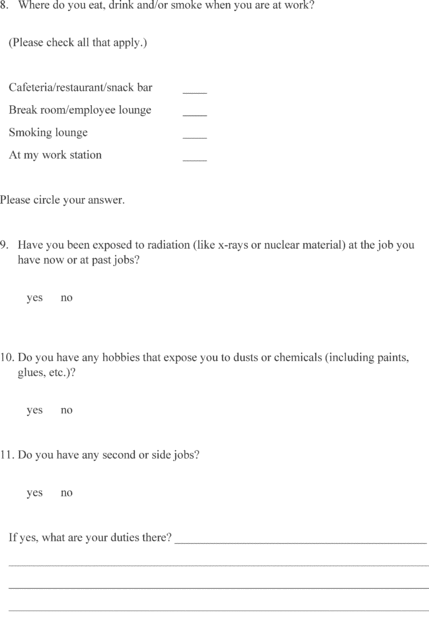 8. Where do you eat, drink and/or smoke when you are at work?
(Please check all that apply.)
Cafeteria/restaurant/snack bar ____
Break room/employee lounge ____
Smoking lounge ____
At my work station ____
Please circle your answer.
9. Have you been exposed to radiation (like x-rays or nuclear material) at the job you
have now or at past jobs?
yes no
10. Do you have any hobbies that expose you to dusts or chemicals (including paints,
glues, etc.)?
yes no
11. Do you have any second or side jobs?
yes no
If yes, what are your duties there? ____